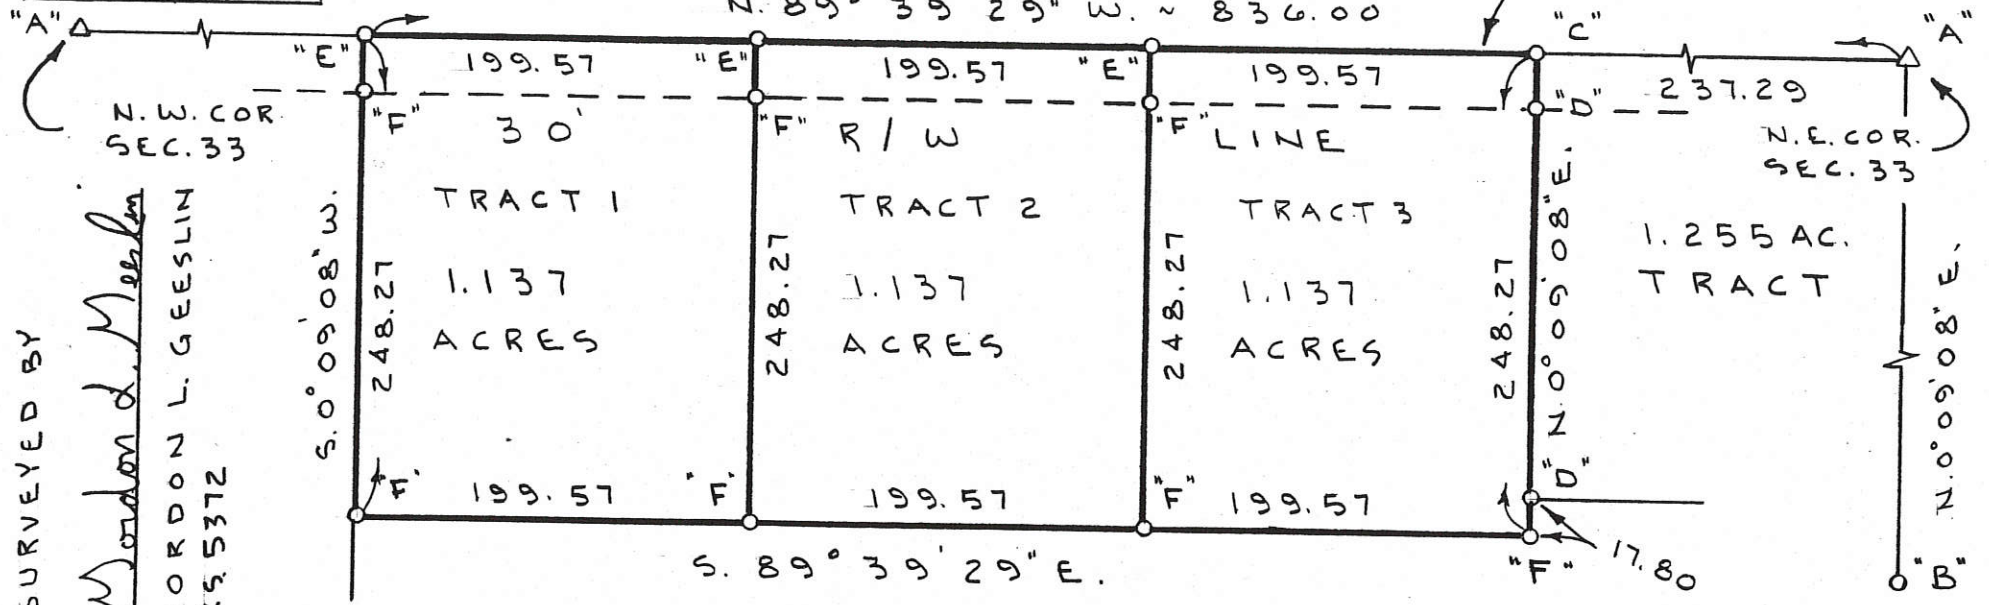 N. 89° 39' 29" W. ~ 836.00
"A"
"E"
199.57
"E"
199.57
"E"
199.57
"C"
237.29
"A"
N.W. COR.
SEC. 33
"F"
30'
"F"
R/W
"F"
LINE
"D"
N.E. COR.
SEC. 33
TRACT 1
1.137
ACRES
TRACT 2
1.137
ACRES
TRACT 3
1.137
ACRES
1.255 AC.
TRACT
S. 0° 09' 08" W.
248.27
248.27
248.27
248.27
N. 0° 09' 08" E.
N. 0° 09' 08" E.
"F"
199.57
"F"
199.57
"F"
199.57
"D"
17.80
"F"
"B"
S. 89° 39' 29" E.
SURVEYED BY
Gordon L. Geeslin
ORDON L. GEESLIN
S. 5372